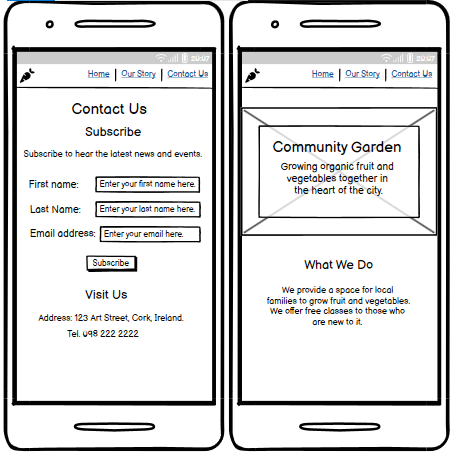 20:07
Home | Our Story | Contact Us
Contact Us
Subscribe
Subscribe to hear the latest news and events.
First name: Enter your first name here.
Last Name: Enter your last name here.
Email address: Enter your email here.
Subscribe
Visit Us
Address: 123 Art Street, Cork, Ireland.
Tel. 098 222 2222
20:07
Home | Our Story | Contact Us
Community Garden
Growing organic fruit and
vegetables together in
the heart of the city.
What We Do
We provide a space for local
families to grow fruit and vegetables.
We offer free classes to those who
are new to it.